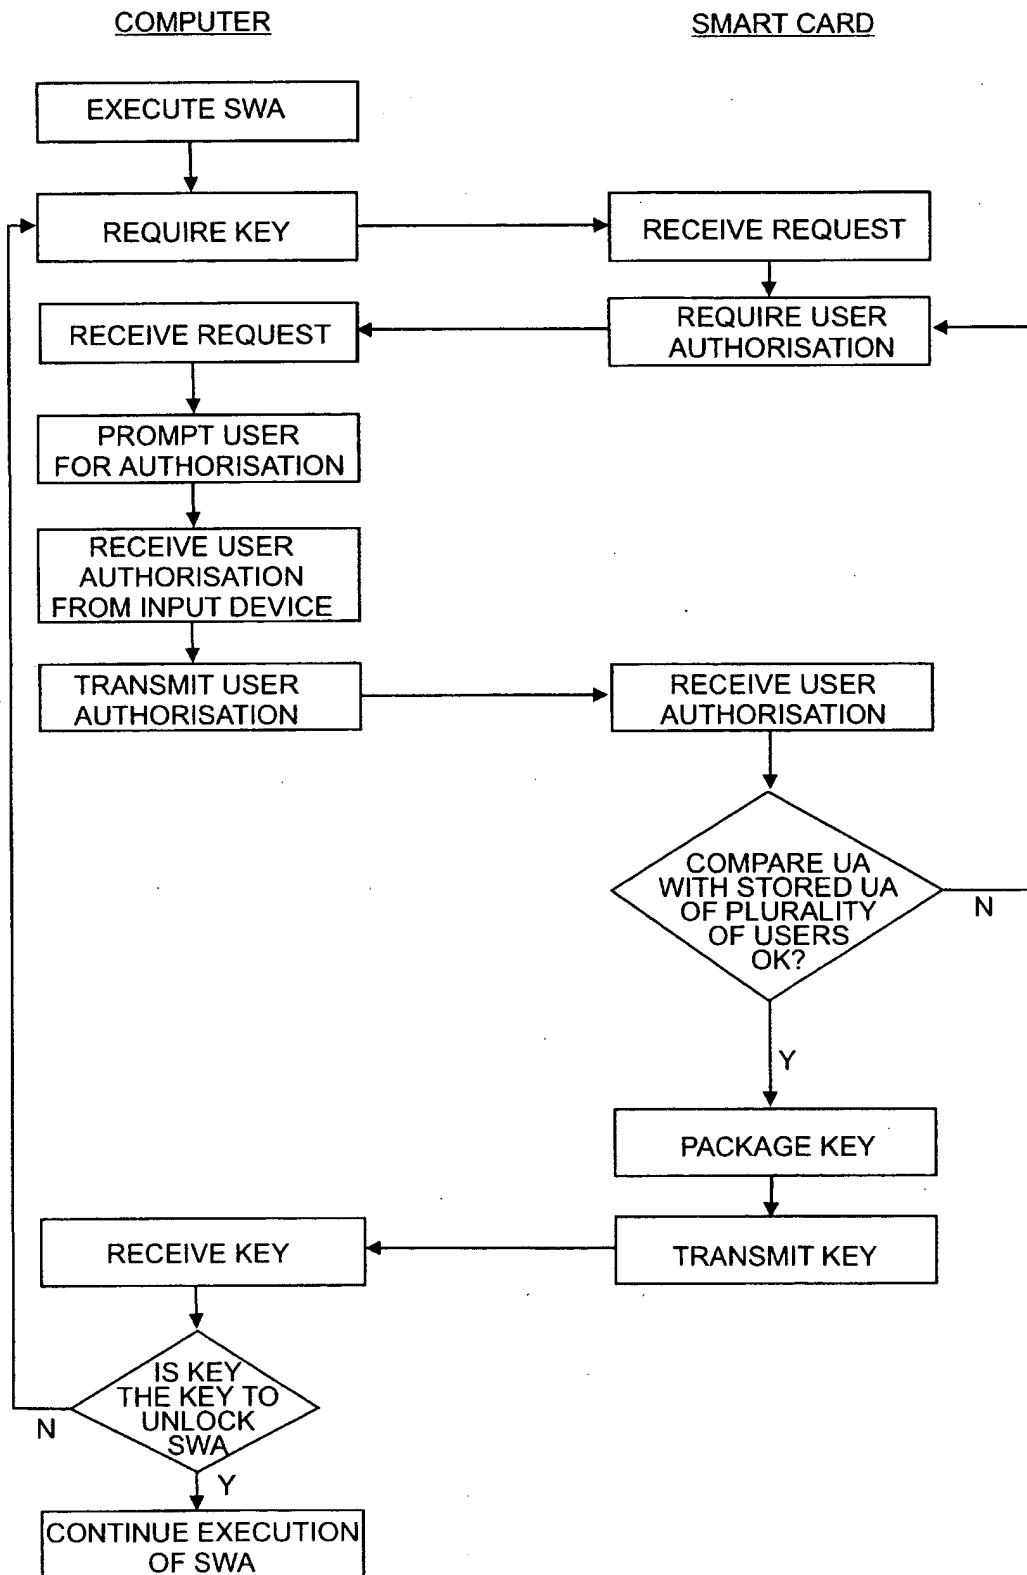 COMPUTER
SMART CARD
EXECUTE SWA
REQUIRE KEY
RECEIVE REQUEST
RECEIVE REQUEST
REQUIRE USER
AUTHORISATION
PROMPT USER
FOR AUTHORISATION
RECEIVE USER
AUTHORISATION
FROM INPUT DEVICE
TRANSMIT USER
AUTHORISATION
RECEIVE USER
AUTHORISATION
COMPARE UA
WITH STORED UA
OF PLURALITY
OF USERS
OK?
N
Y
PACKAGE KEY
RECEIVE KEY
TRANSMIT KEY
IS KEY
THE KEY TO
UNLOCK
SWA
N
Y
CONTINUE EXECUTION
OF SWA